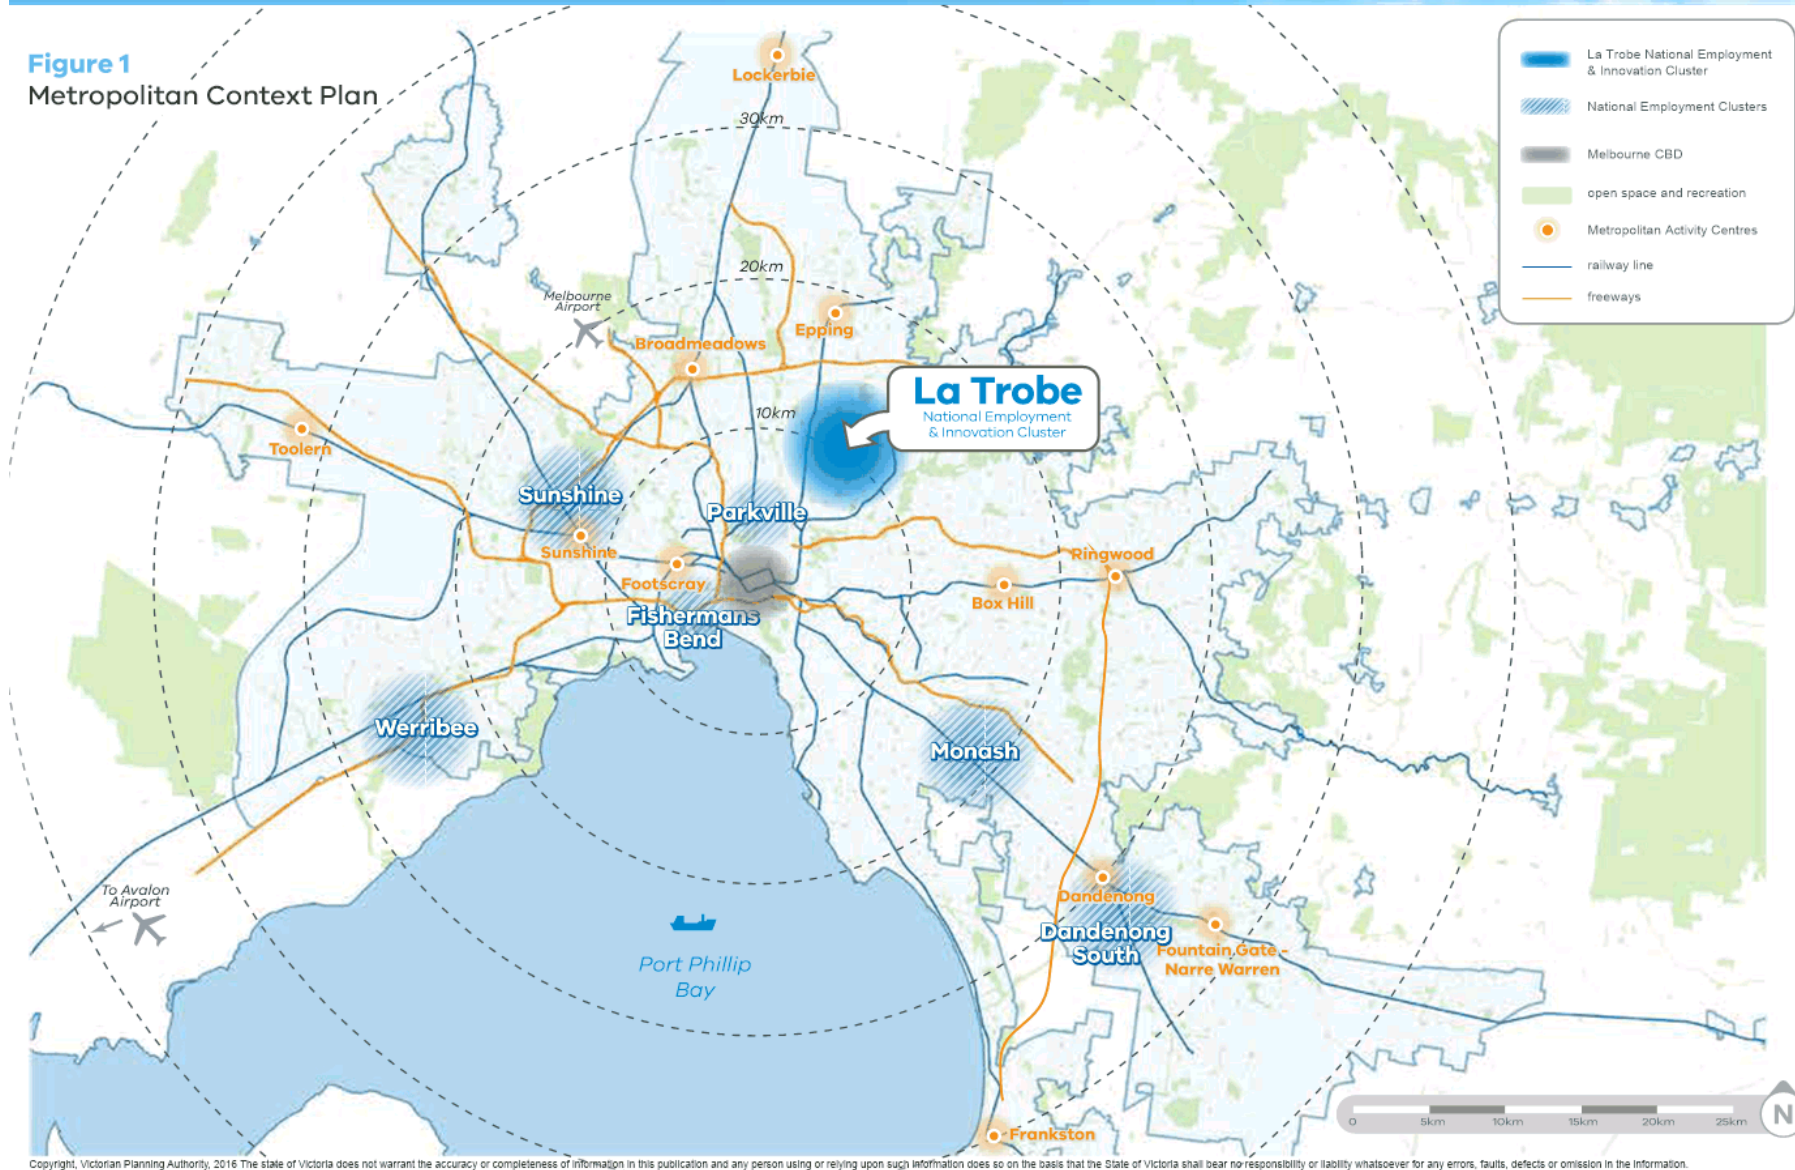 Figure 1
Metropolitan Context Plan
La Trobe National Employment
& Innovation Cluster
National Employment Clusters
Melbourne CBD
open space and recreation
Metropolitan Activity Centres
railway line
freeways
Lockerbie
30km
20km
Melbourne
Airport
Epping
Broadmeadows
La Trobe
National Employment
& Innovation Cluster
10km
Toolern
Sunshine
Parkville
Sunshine
Ringwood
Footscray
Box Hill
Fishermans
Bend
Werribee
Monash
To Avalon
Airport
Dandenong
Dandenong
South
Fountain Gate -
Narre Warren
Port Phillip
Bay
Frankston
0 5km 10km 15km 20km 25km
N
Copyright, Victorian Planning Authority, 2016 The state of Victoria does not warrant the accuracy or completeness of information in this publication and any person using or relying upon such information does so on the basis that the State of Victoria shall bear no responsibility or liability whatsoever for any errors, faults, defects or omission in the information.